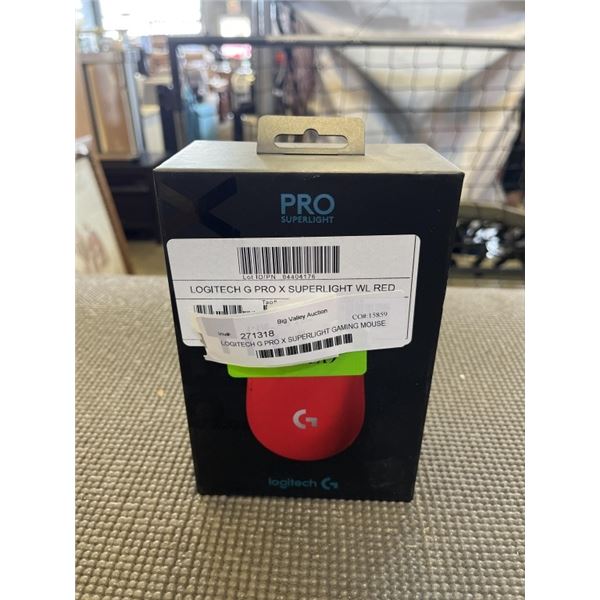 PRO
SUPERLIGHT
Lot ID/PN 84404176
LOGITECH G PRO X SUPERLIGHT WL RED
Big Valley Auction
CO#:15859
271318
LOGITECH G PRO X SUPERLIGHT GAMING MOUSE
logitech G